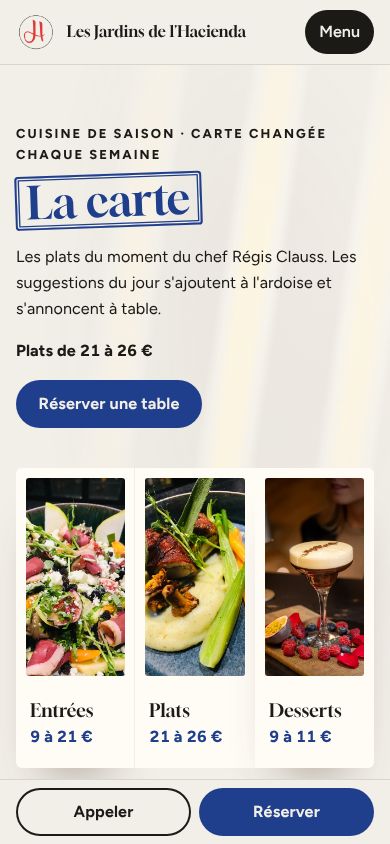 Les Jardins de l'Hacienda
Menu
CUISINE DE SAISON · CARTE CHANGÉE
CHAQUE SEMAINE
La carte
Les plats du moment du chef Régis Clauss. Les
suggestions du jour s'ajoutent à l'ardoise et
s'annoncent à table.
Plats de 21 à 26 €
Réserver une table
Entrées
9 à 21 €
Plats
21 à 26 €
Desserts
9 à 11 €
Appeler
Réserver